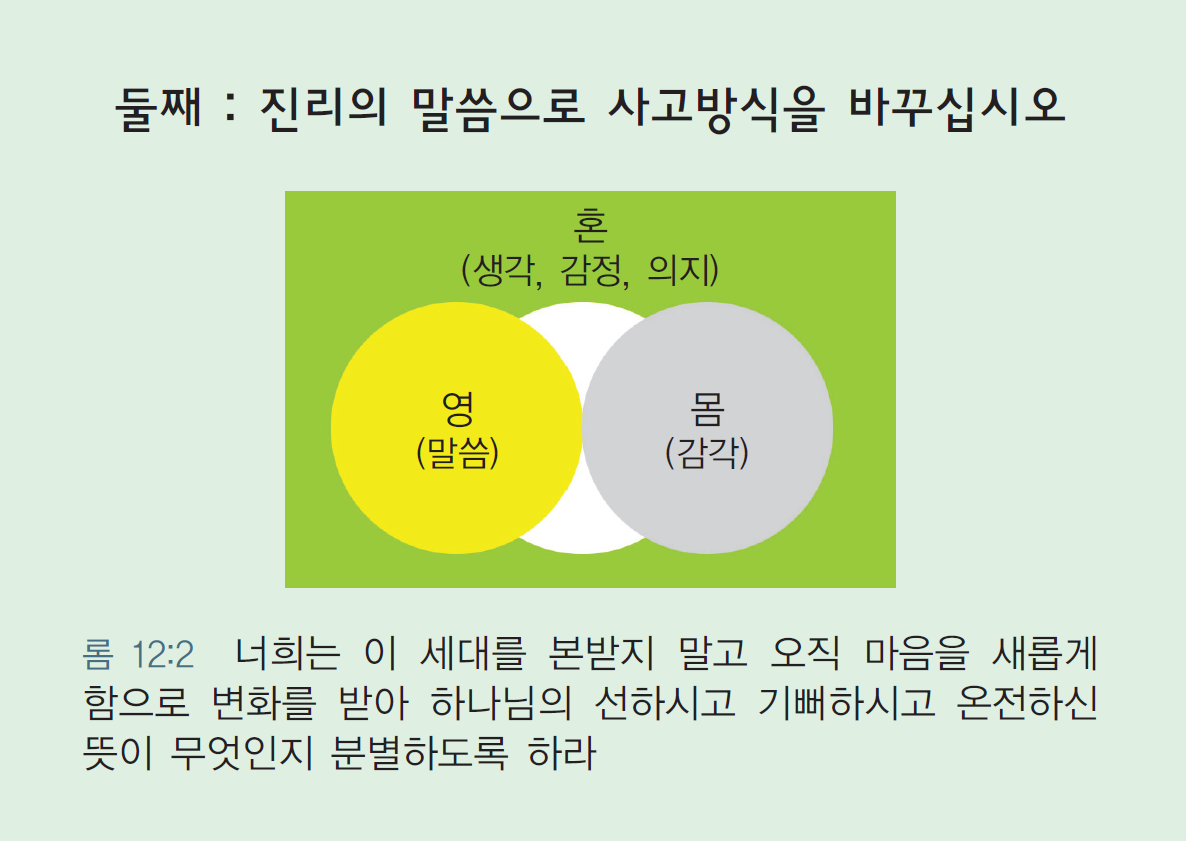 둘째 : 진리의 말씀으로 사고방식을 바꾸십시오
혼
(생각, 감정, 의지)
영
(말씀)
몸
(감각)
롬 12:2 너희는 이 세대를 본받지 말고 오직 마음을 새롭게
함으로 변화를 받아 하나님의 선하시고 기뻐하시고 온전하신
뜻이 무엇인지 분별하도록 하라